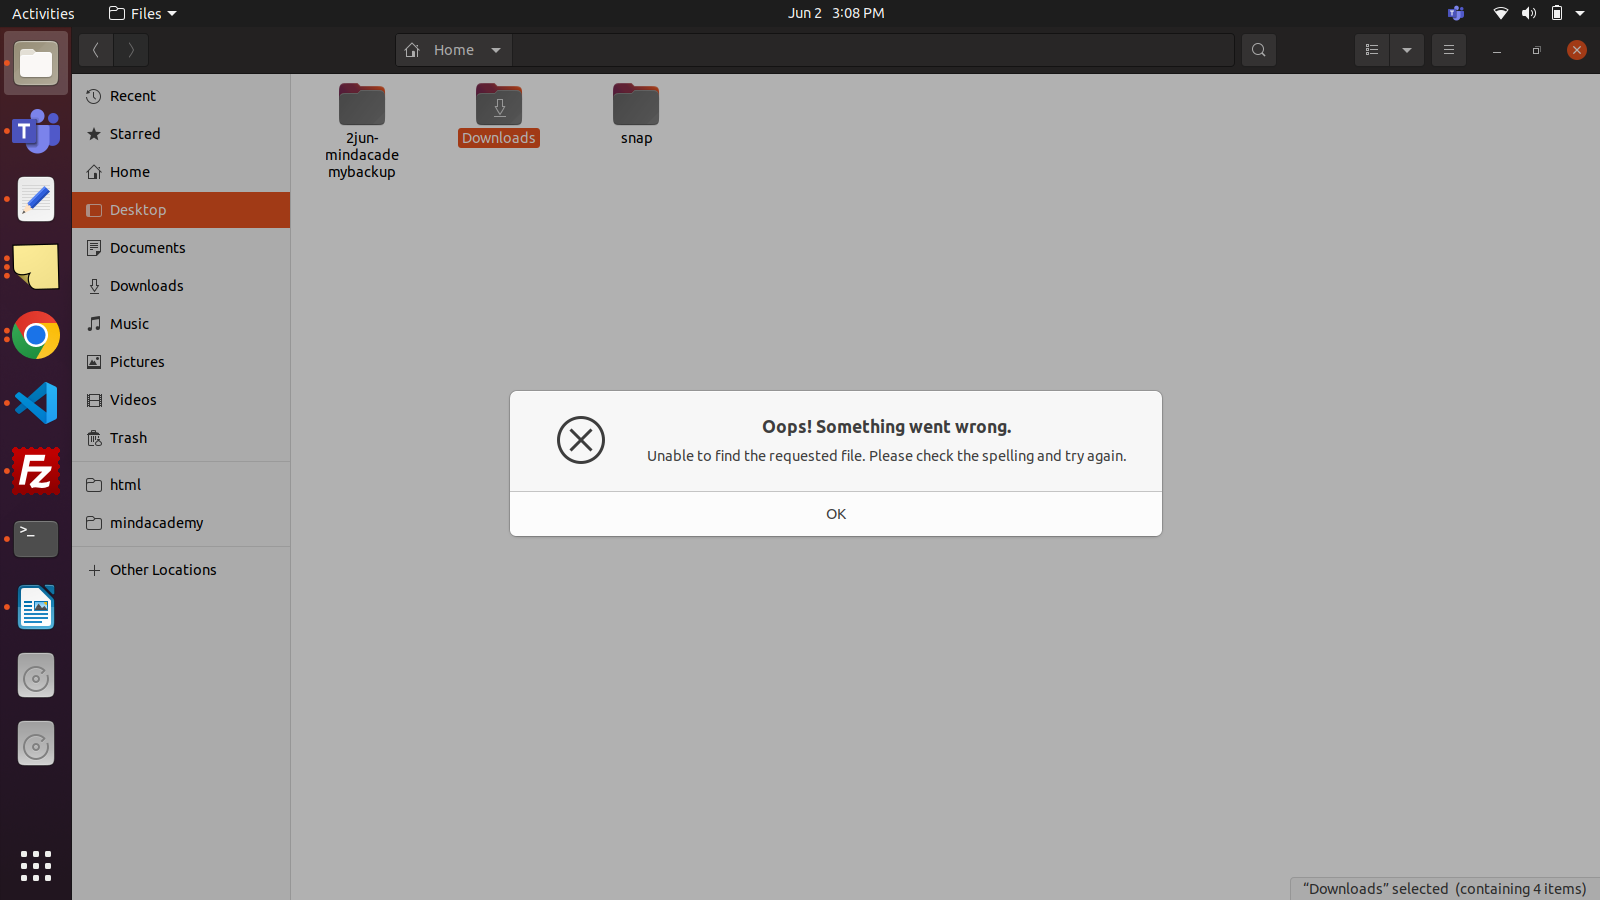 Activities
Files
Jun 2 3:08 PM
Home
Recent
Starred
Home
Desktop
Documents
Downloads
Music
Pictures
Videos
Trash
html
mindacademy
Other Locations
2jun-
mindacade
mybackup
Downloads
snap
Oops! Something went wrong.
Unable to find the requested file. Please check the spelling and try again.
OK
T
Fz
>_
“Downloads” selected (containing 4 items)